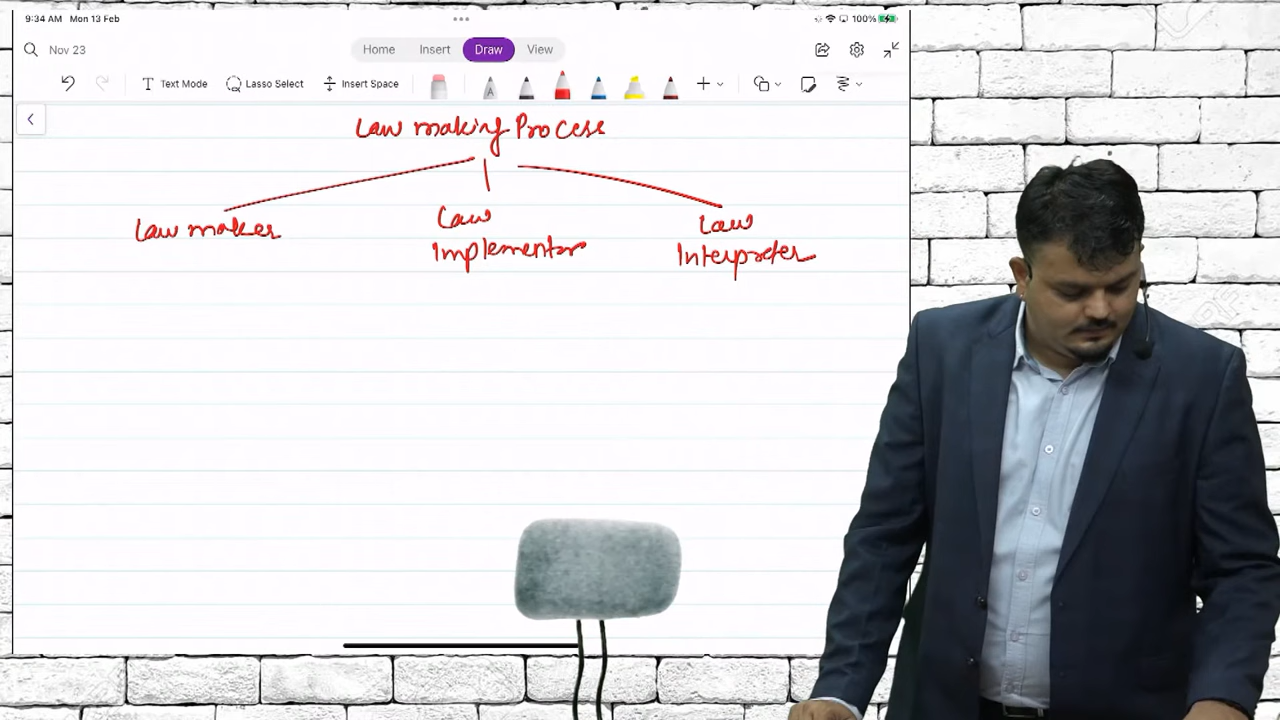 9:34 AM Mon 13 Feb
100%
Nov 23
Home Insert Draw View
Text Mode Lasso Select Insert Space
Law making Process
Law maker
Law
Implementor
Law
Interpreter